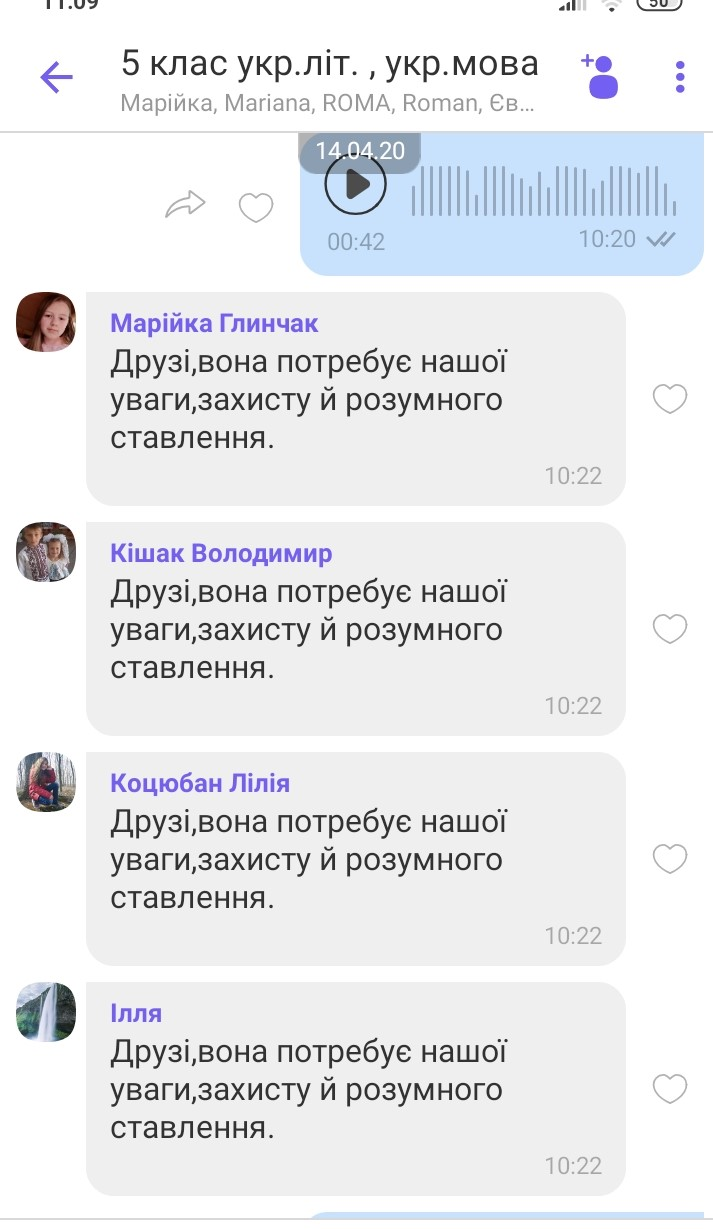 11:09
50
5 клас укр.літ. , укр.мова
Марійка, Mariana, ROMA, Roman, Єв...
14.04.20
00:42
10:20
Марійка Глинчак
Друзі,вона потребує нашої
уваги,захисту й розумного
ставлення.
10:22
Кішак Володимир
Друзі,вона потребує нашої
уваги,захисту й розумного
ставлення.
10:22
Коцюбан Лілія
Друзі,вона потребує нашої
уваги,захисту й розумного
ставлення.
10:22
Ілля
Друзі,вона потребує нашої
уваги,захисту й розумного
ставлення.
10:22